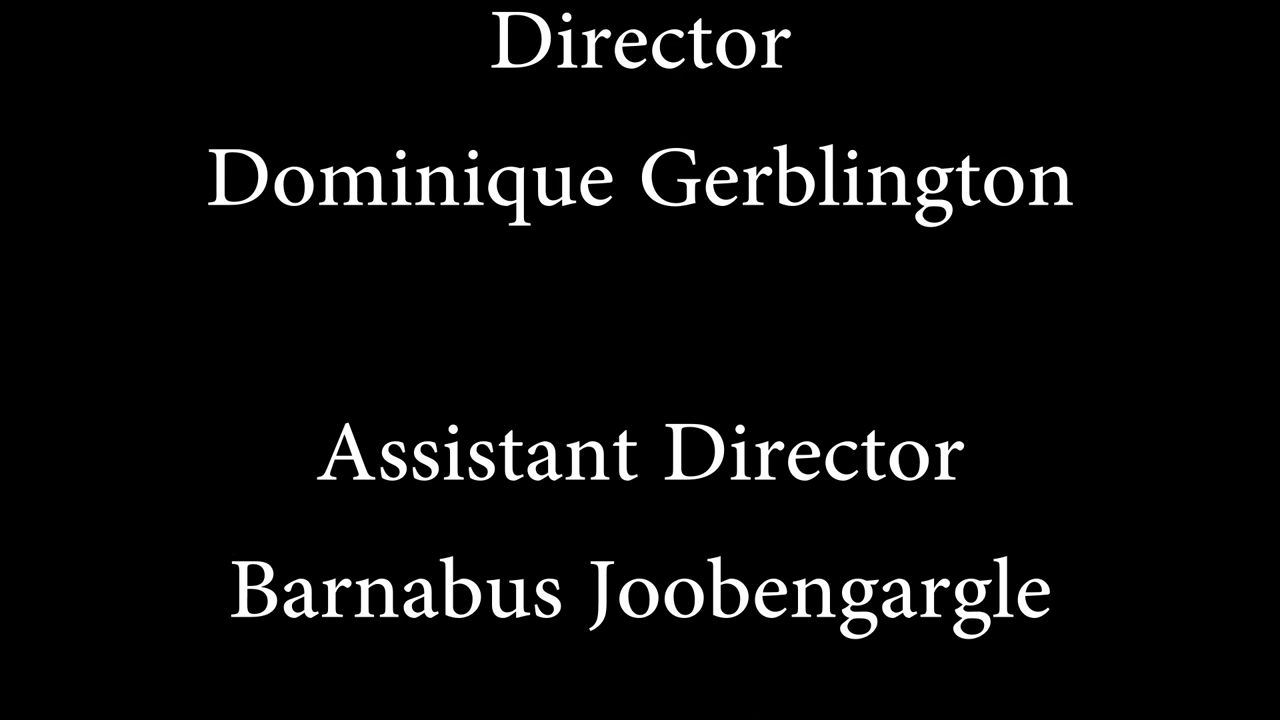 Director
Dominique Gerblington
Assistant Director
Barnabus Joobengargle